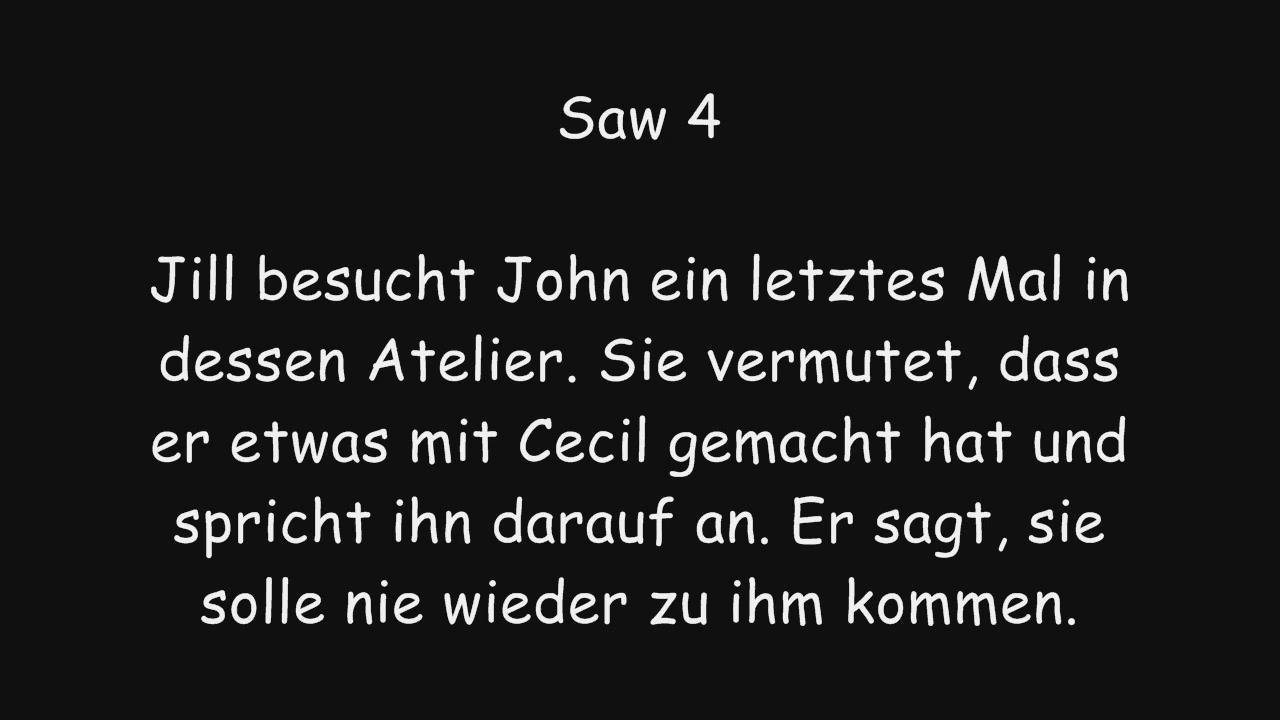 Saw 4
Jill besucht John ein letztes Mal in
dessen Atelier. Sie vermutet, dass
er etwas mit Cecil gemacht hat und
spricht ihn darauf an. Er sagt, sie
solle nie wieder zu ihm kommen.